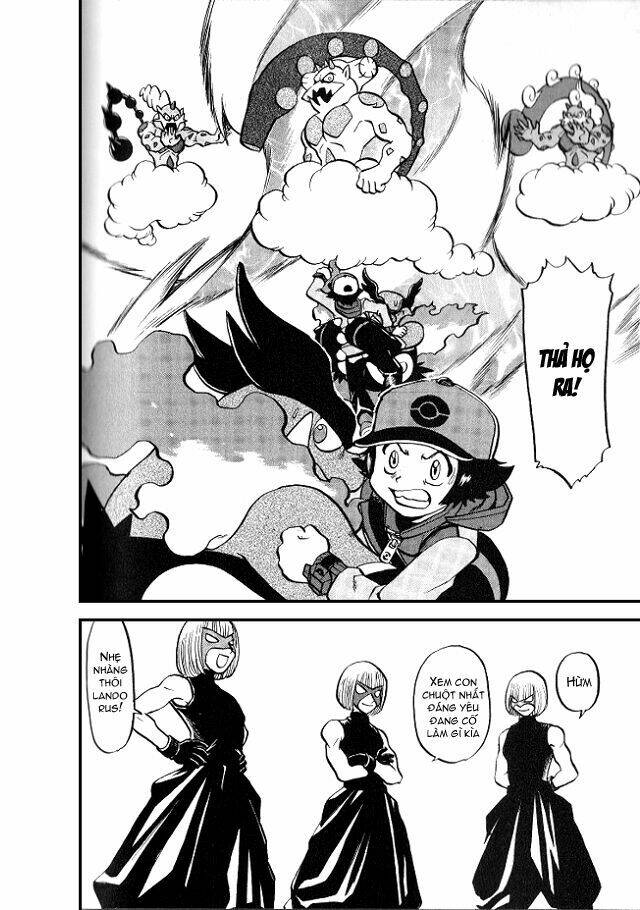 THẢ HỌ
RA!
HỪM
XEM CON
CHUỘT NHẮT
ĐÁNG YÊU
ĐANG CỐ
LÀM GÌ KÌA
NHẸ
NHÀNG
THÔI
LANDO
RUS!